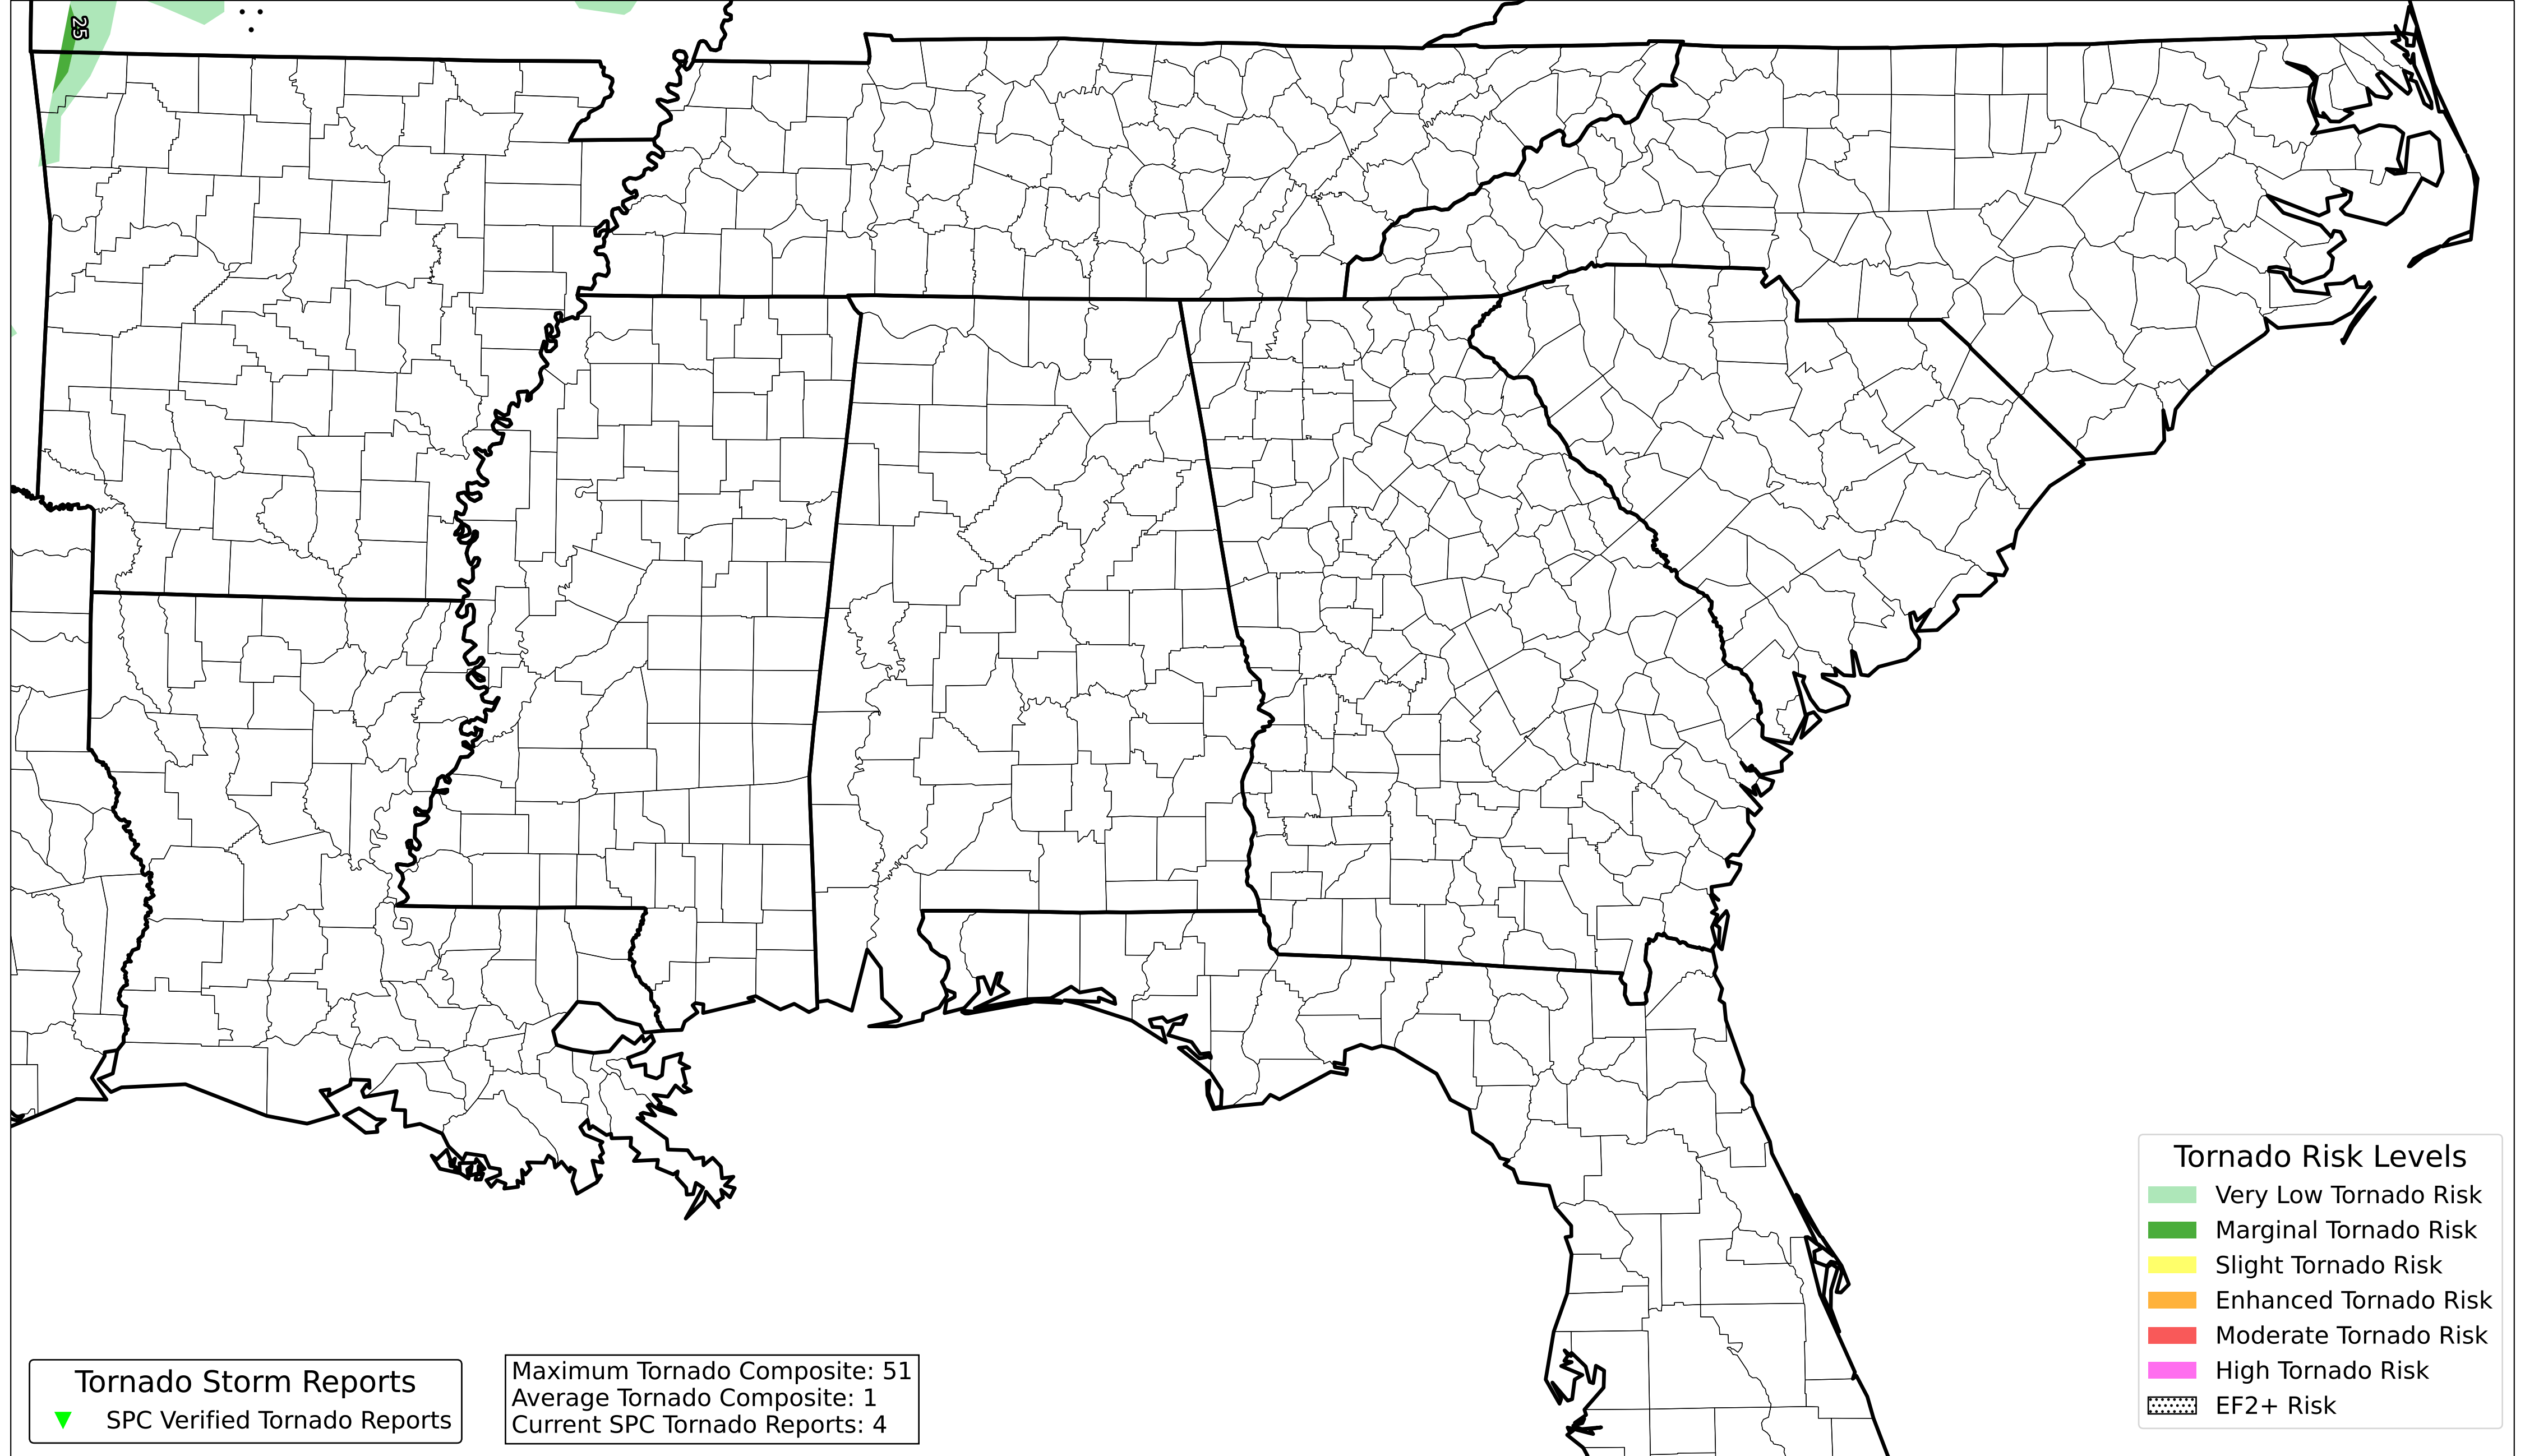 25
Tornado Risk Levels
Very Low Tornado Risk
Marginal Tornado Risk
Slight Tornado Risk
Enhanced Tornado Risk
Moderate Tornado Risk
High Tornado Risk
EF2+ Risk
Tornado Storm Reports
SPC Verified Tornado Reports
Maximum Tornado Composite: 51
Average Tornado Composite: 1
Current SPC Tornado Reports: 4